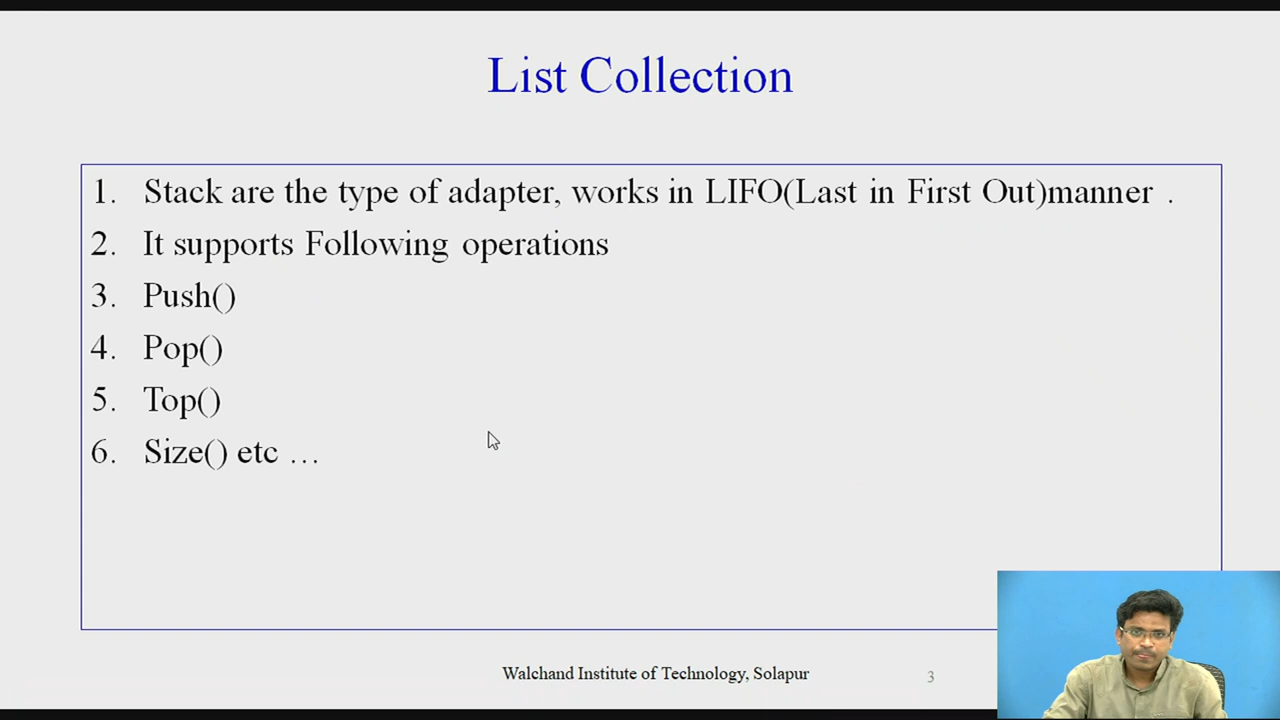 List Collection
1. Stack are the type of adapter, works in LIFO(Last in First Out)manner .
2. It supports Following operations
3. Push()
4. Pop()
5. Top()
6. Size() etc …
Walchand Institute of Technology, Solapur
3